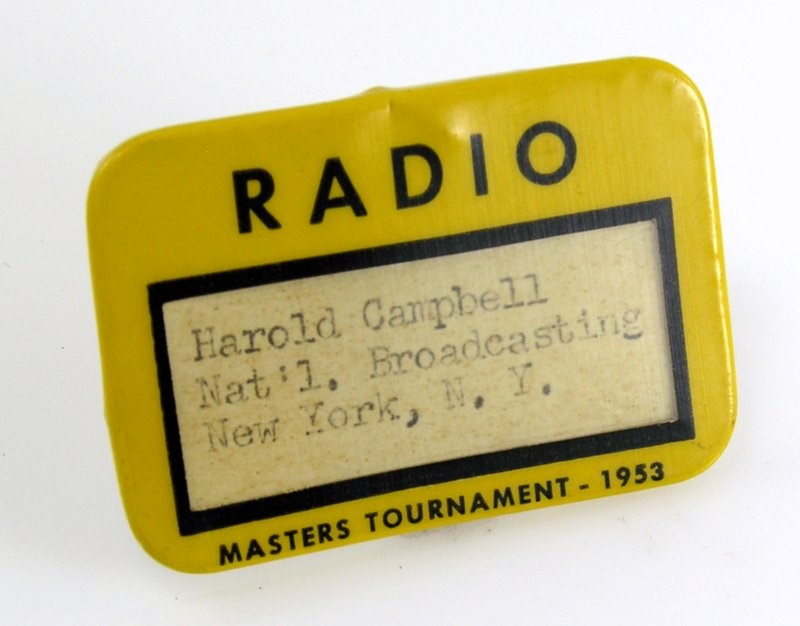 RADIO
Harold Campbell
Nat'l. Broadcasting
New York, N. Y.
MASTERS TOURNAMENT - 1953